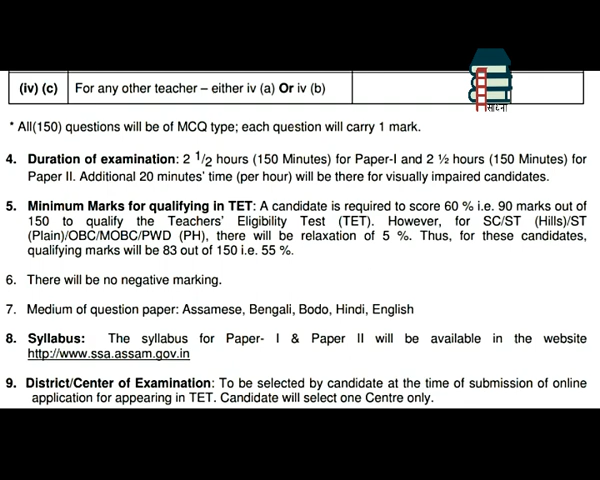 साधना
(iv) (c) For any other teacher – either iv (a) Or iv (b)
* All(150) questions will be of MCQ type; each question will carry 1 mark.
4. Duration of examination: 2 1/2 hours (150 Minutes) for Paper-I and 2 ½ hours (150 Minutes) for
Paper II. Additional 20 minutes' time (per hour) will be there for visually impaired candidates.
5. Minimum Marks for qualifying in TET: A candidate is required to score 60 % i.e. 90 marks out of
150 to qualify the Teachers' Eligibility Test (TET). However, for SC/ST (Hills)/ST
(Plain)/OBC/MOBC/PWD (PH), there will be relaxation of 5 %. Thus, for these candidates,
qualifying marks will be 83 out of 150 i.e. 55 %.
6. There will be no negative marking.
7. Medium of question paper: Assamese, Bengali, Bodo, Hindi, English
8. Syllabus: The syllabus for Paper- I & Paper II will be available in the website
http://www.ssa.assam.gov.in
9. District/Center of Examination: To be selected by candidate at the time of submission of online
application for appearing in TET. Candidate will select one Centre only.